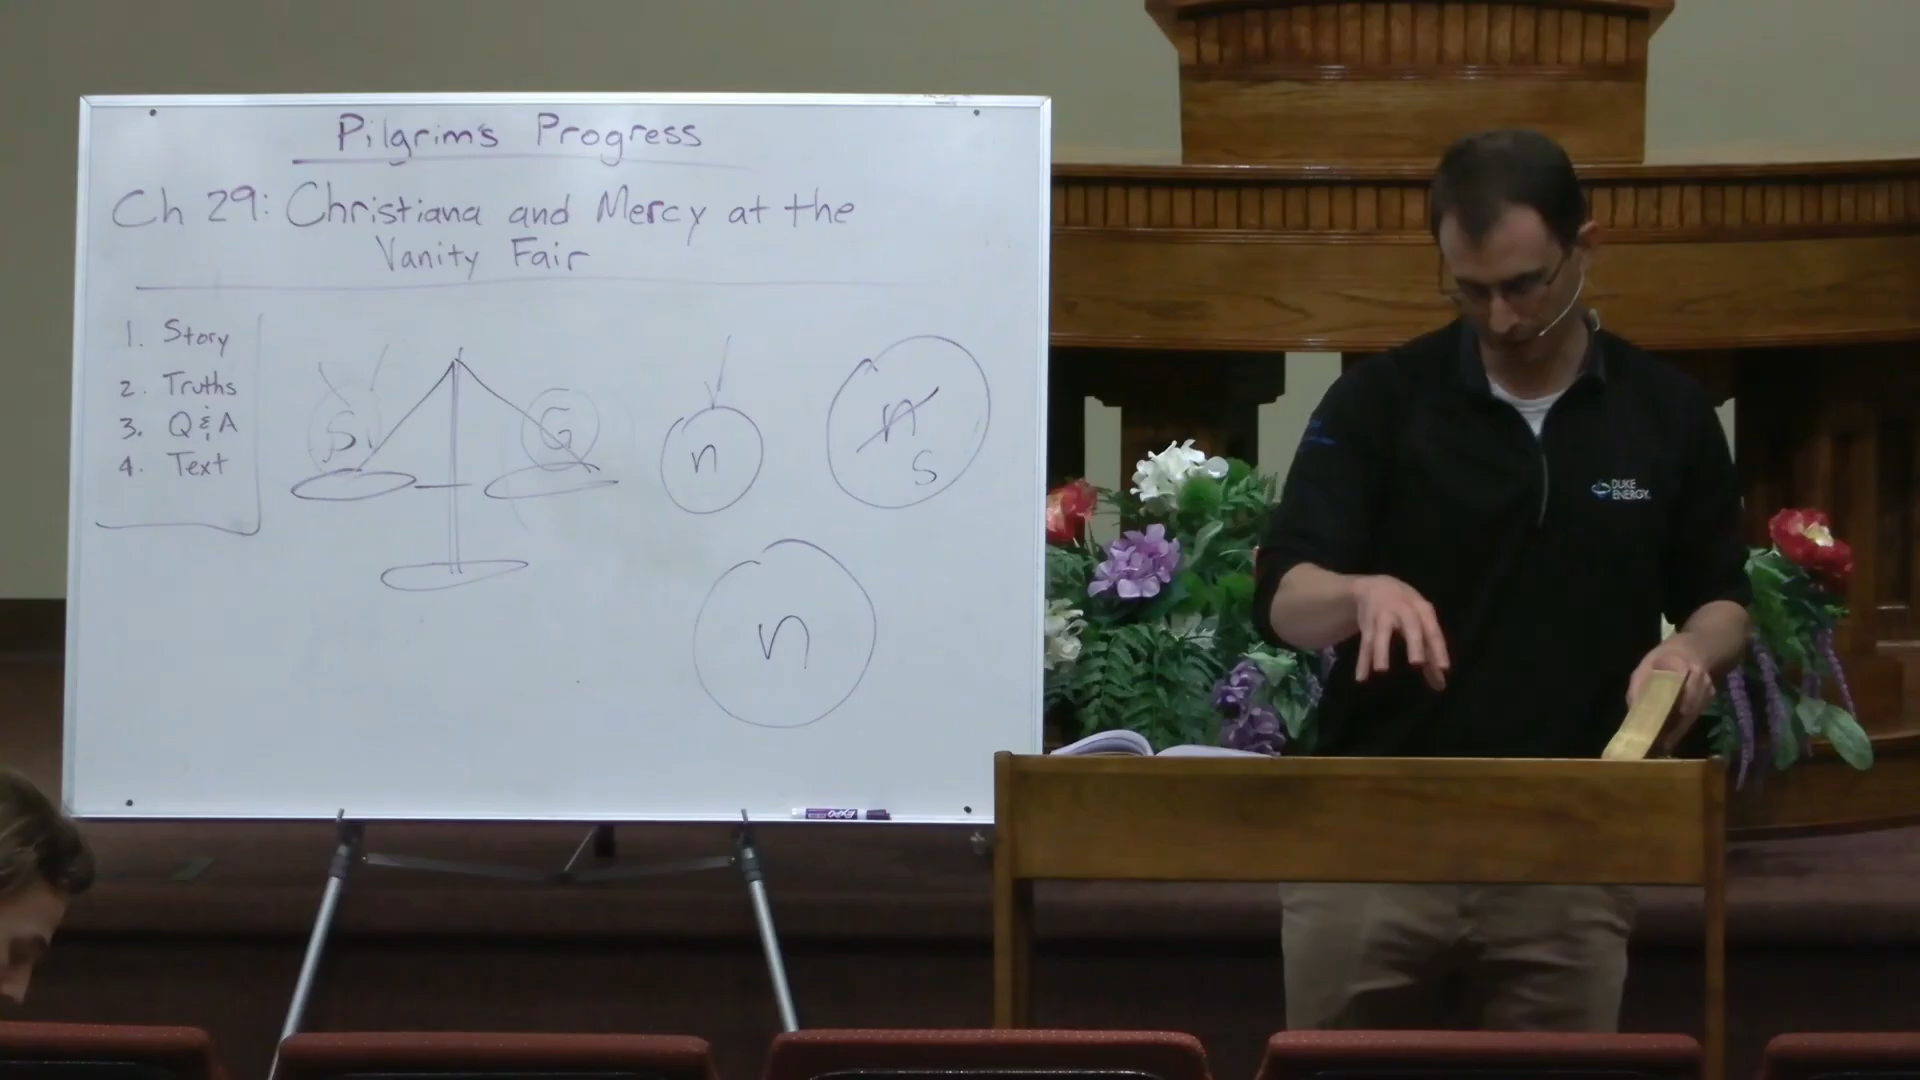 Pilgrim's Progress
Ch 29: Christiana and Mercy at the
Vanity Fair
1. Story
2. Truths
3. Q & A
4. Text
S
G
n
n
s
n
EXPO
DUKE
ENERGY